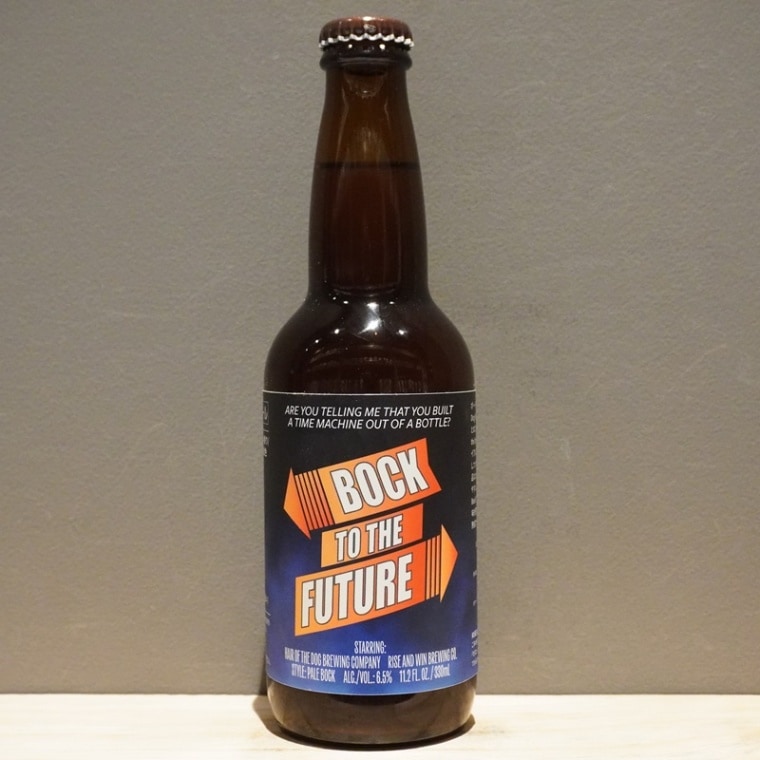 ARE YOU TELLING ME THAT YOU BUILT
A TIME MACHINE OUT OF A BOTTLE?
BOCK
TO THE
FUTURE
STARRING:
HAIR OF THE DOG BREWING COMPANY RISE AND WIN BREWING CO.
STYLE: PALE BOCK ALC./VOL.: 6.5% 11.2 FL. OZ. / 330ml